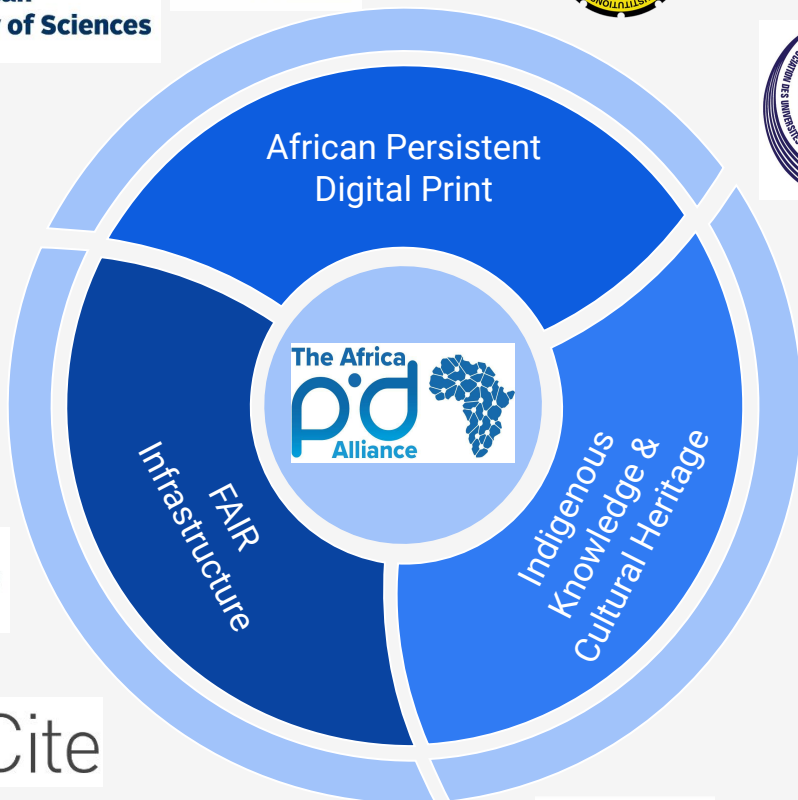 of Sciences
African Persistent
Digital Print
The Africa
pid
Alliance
FAIR
Infrastructure
Indigenous
Knowledge &
Cultural Heritage
Cite